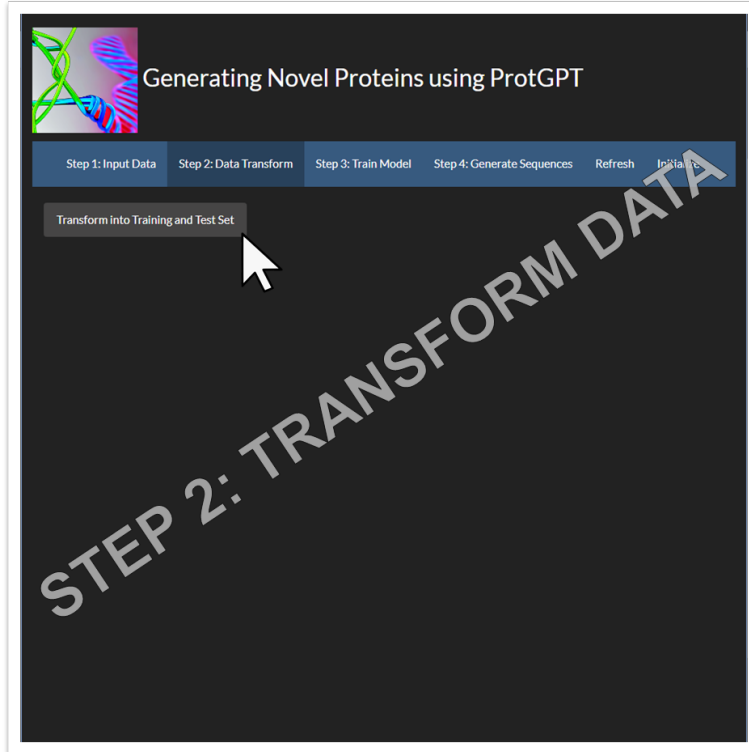 Generating Novel Proteins using ProtGPT
Step 1: Input Data Step 2: Data Transform Step 3: Train Model Step 4: Generate Sequences Refresh Initialize
Transform into Training and Test Set
STEP 2: TRANSFORM DATA